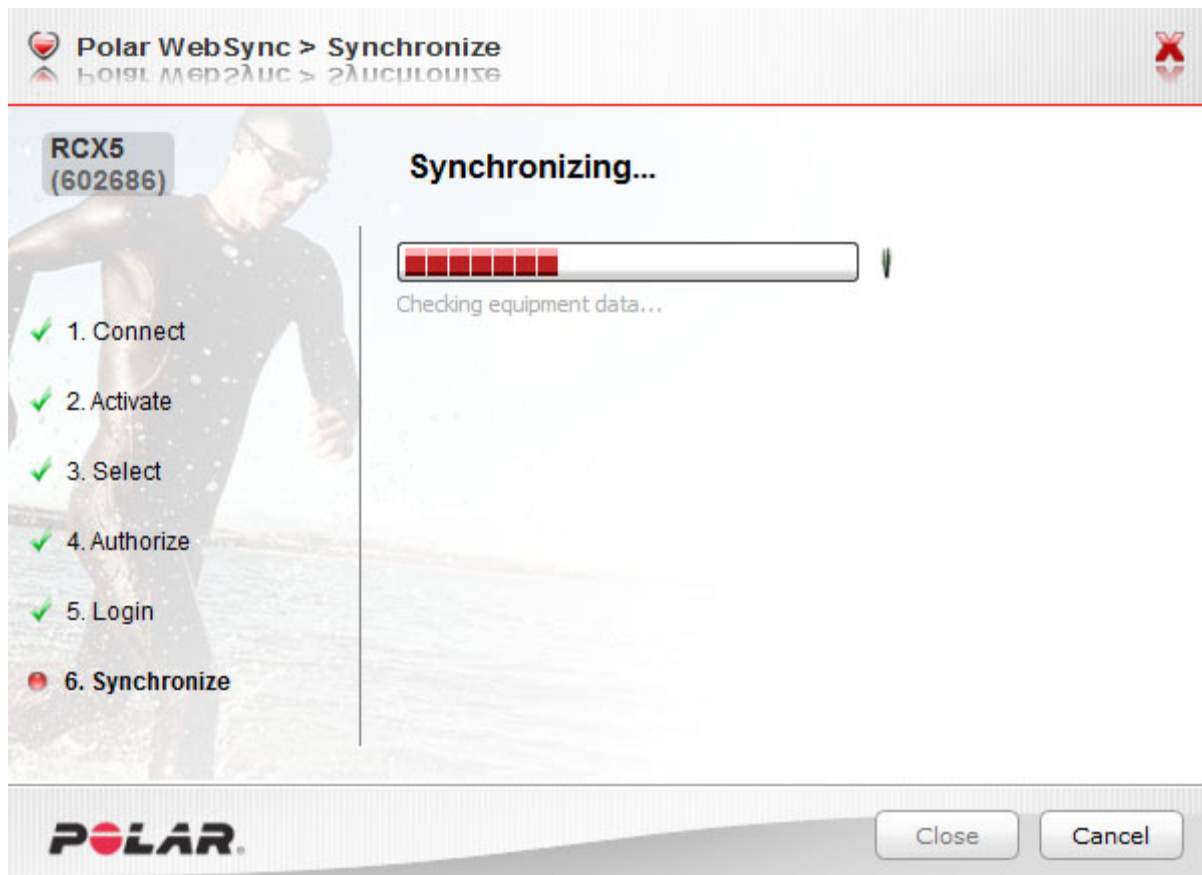 Polar WebSync > Synchronize
RCX5
(602686)
1. Connect
2. Activate
3. Select
4. Authorize
5. Login
6. Synchronize
Synchronizing...
Checking equipment data...
POLAR.
Close
Cancel